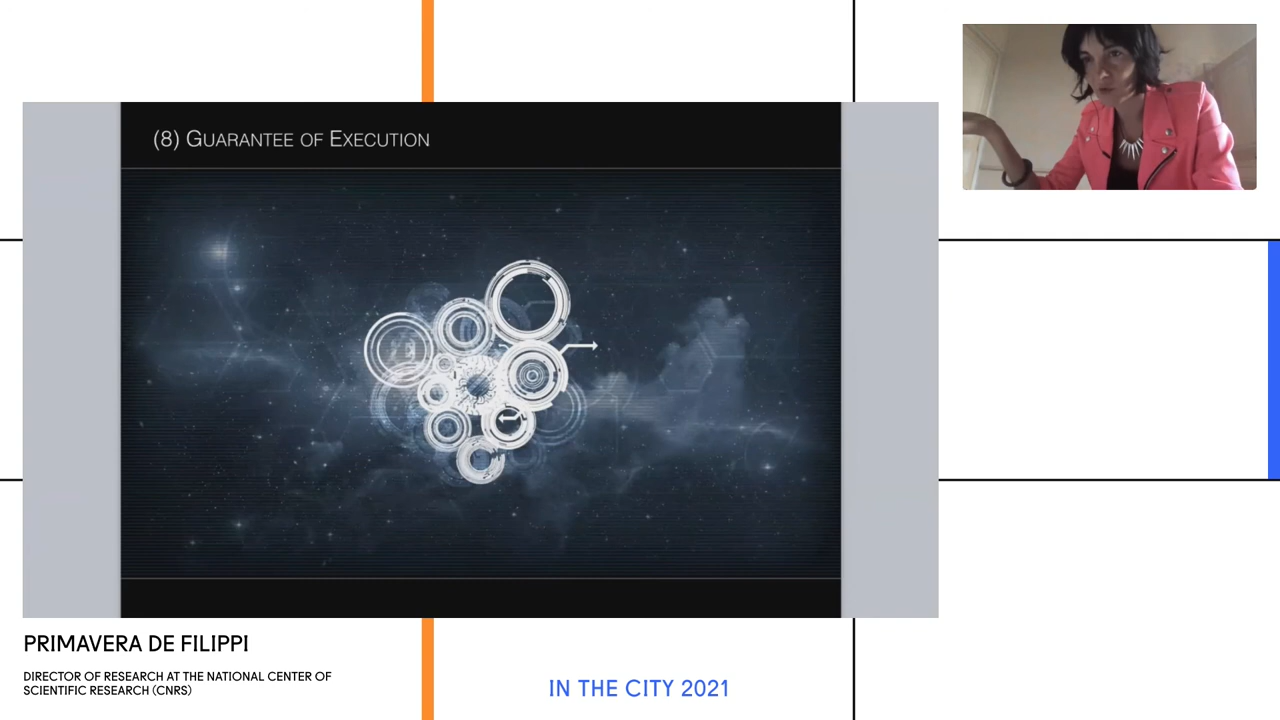 (8) GUARANTEE OF EXECUTION
PRIMAVERA DE FILIPPI
DIRECTOR OF RESEARCH AT THE NATIONAL CENTER OF
SCIENTIFIC RESEARCH (CNRS)
IN THE CITY 2021